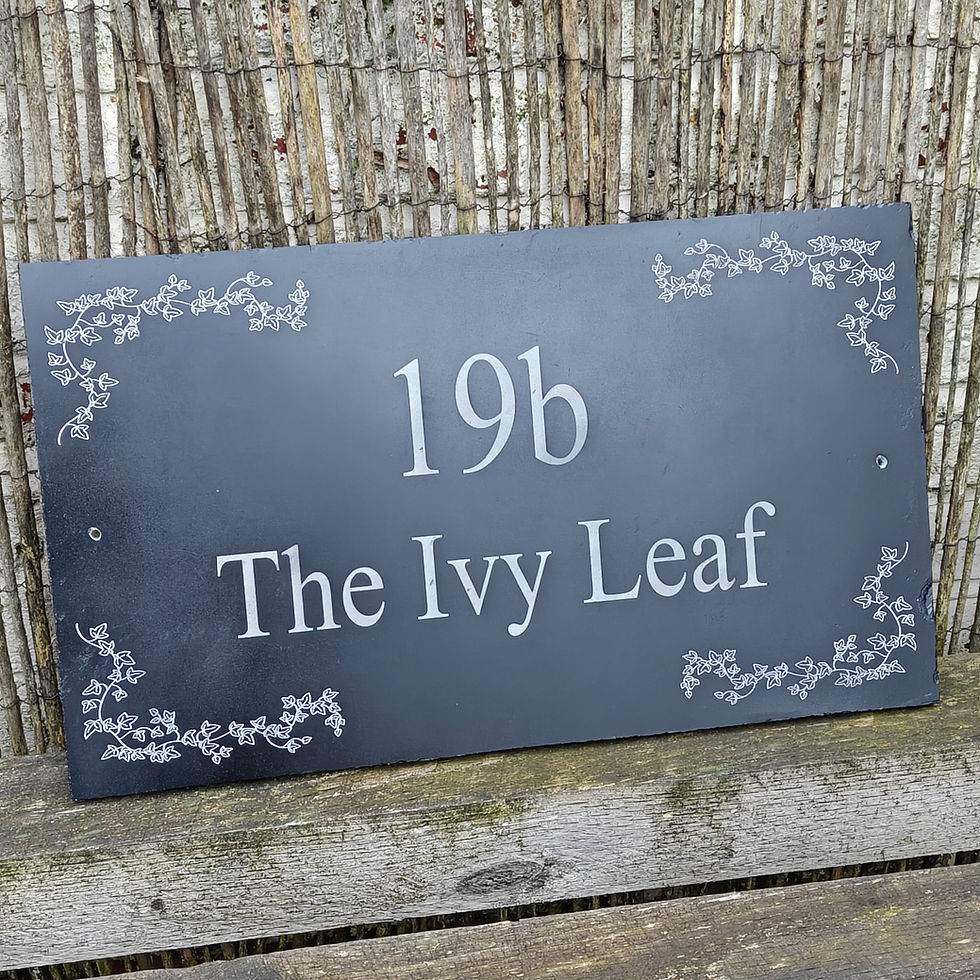 19b
The Ivy Leaf